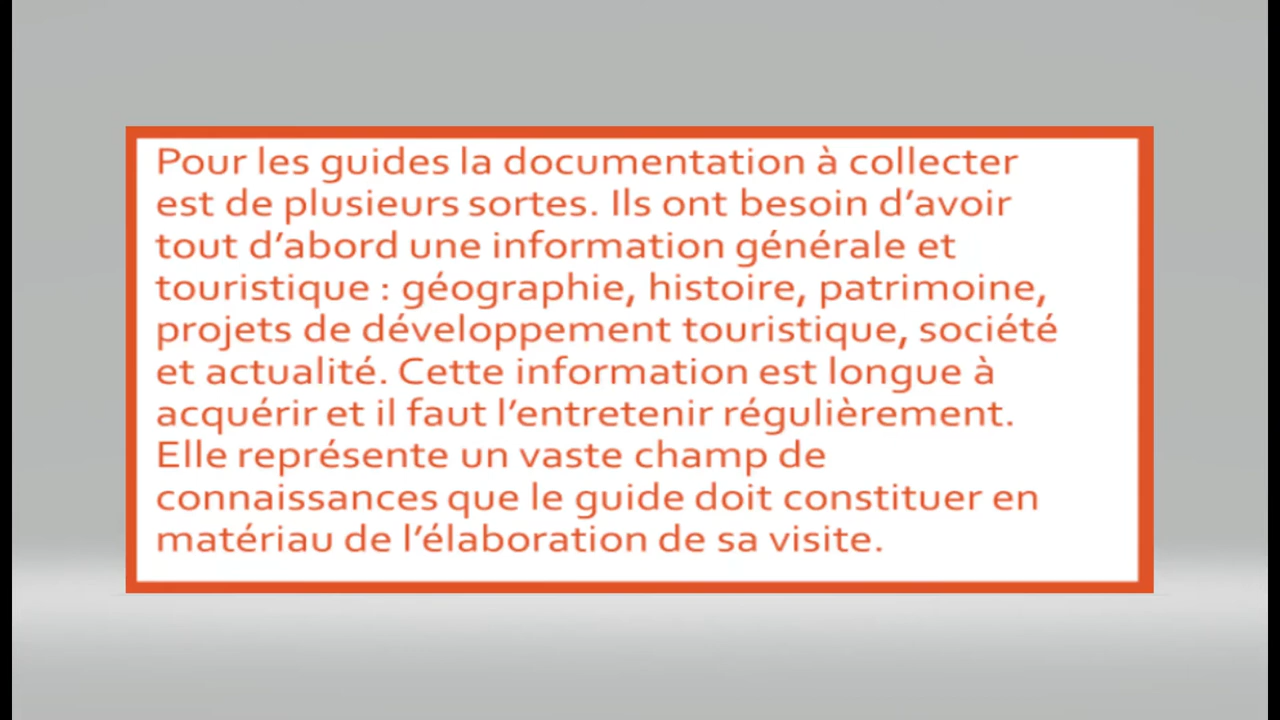 Pour les guides la documentation à collecter
est de plusieurs sortes. Ils ont besoin d’avoir
tout d’abord une information générale et
touristique : géographie, histoire, patrimoine,
projets de développement touristique, société
et actualité. Cette information est longue à
acquérir et il faut l’entretenir régulièrement.
Elle représente un vaste champ de
connaissances que le guide doit constituer en
matériau de l’élaboration de sa visite.